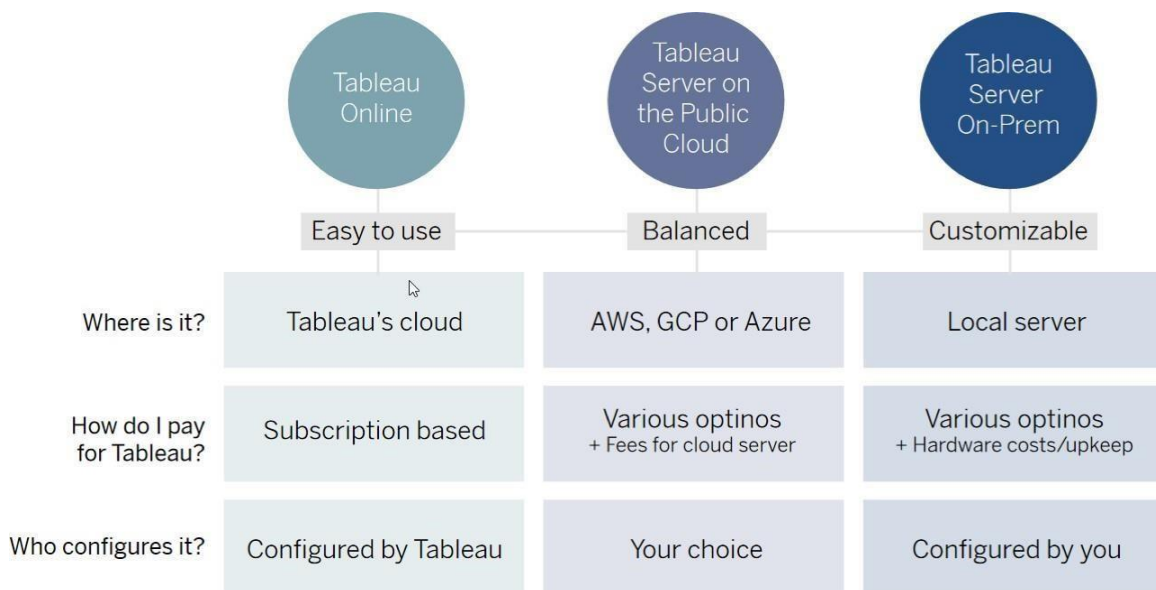 Tableau
Online
Tableau
Server on
the Public
Cloud
Tableau
Server
On-Prem
Easy to use
Balanced
Customizable
Where is it?
Tableau's cloud
AWS, GCP or Azure
Local server
How do I pay
for Tableau?
Subscription based
Various optinos
+ Fees for cloud server
Various optinos
+ Hardware costs/upkeep
Who configures it?
Configured by Tableau
Your choice
Configured by you